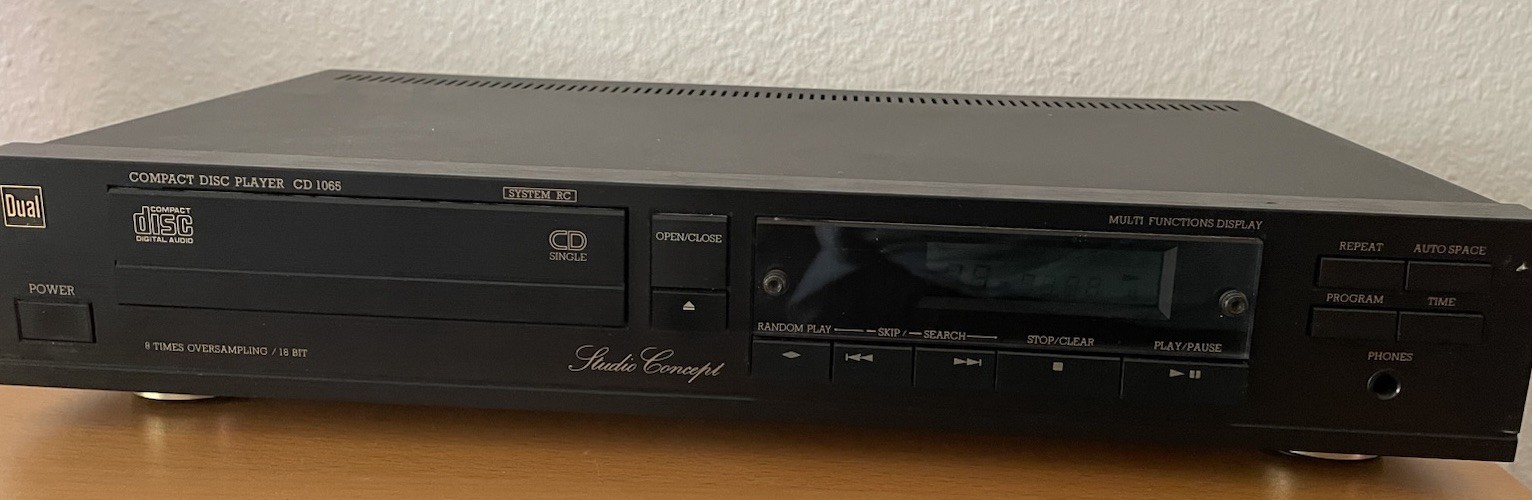 Dual
COMPACT DISC PLAYER CD 1065
SYSTEM RC
COMPACT
disc
DIGITAL AUDIO
CD
SINGLE
OPEN/CLOSE
MULTI FUNCTIONS DISPLAY
REPEAT
AUTO SPACE
POWER
PROGRAM
TIME
RANDOM PLAY
SKIP / SEARCH
STOP/CLEAR
PLAY/PAUSE
8 TIMES OVERSAMPLING / 18 BIT
Studio Concept
PHONES